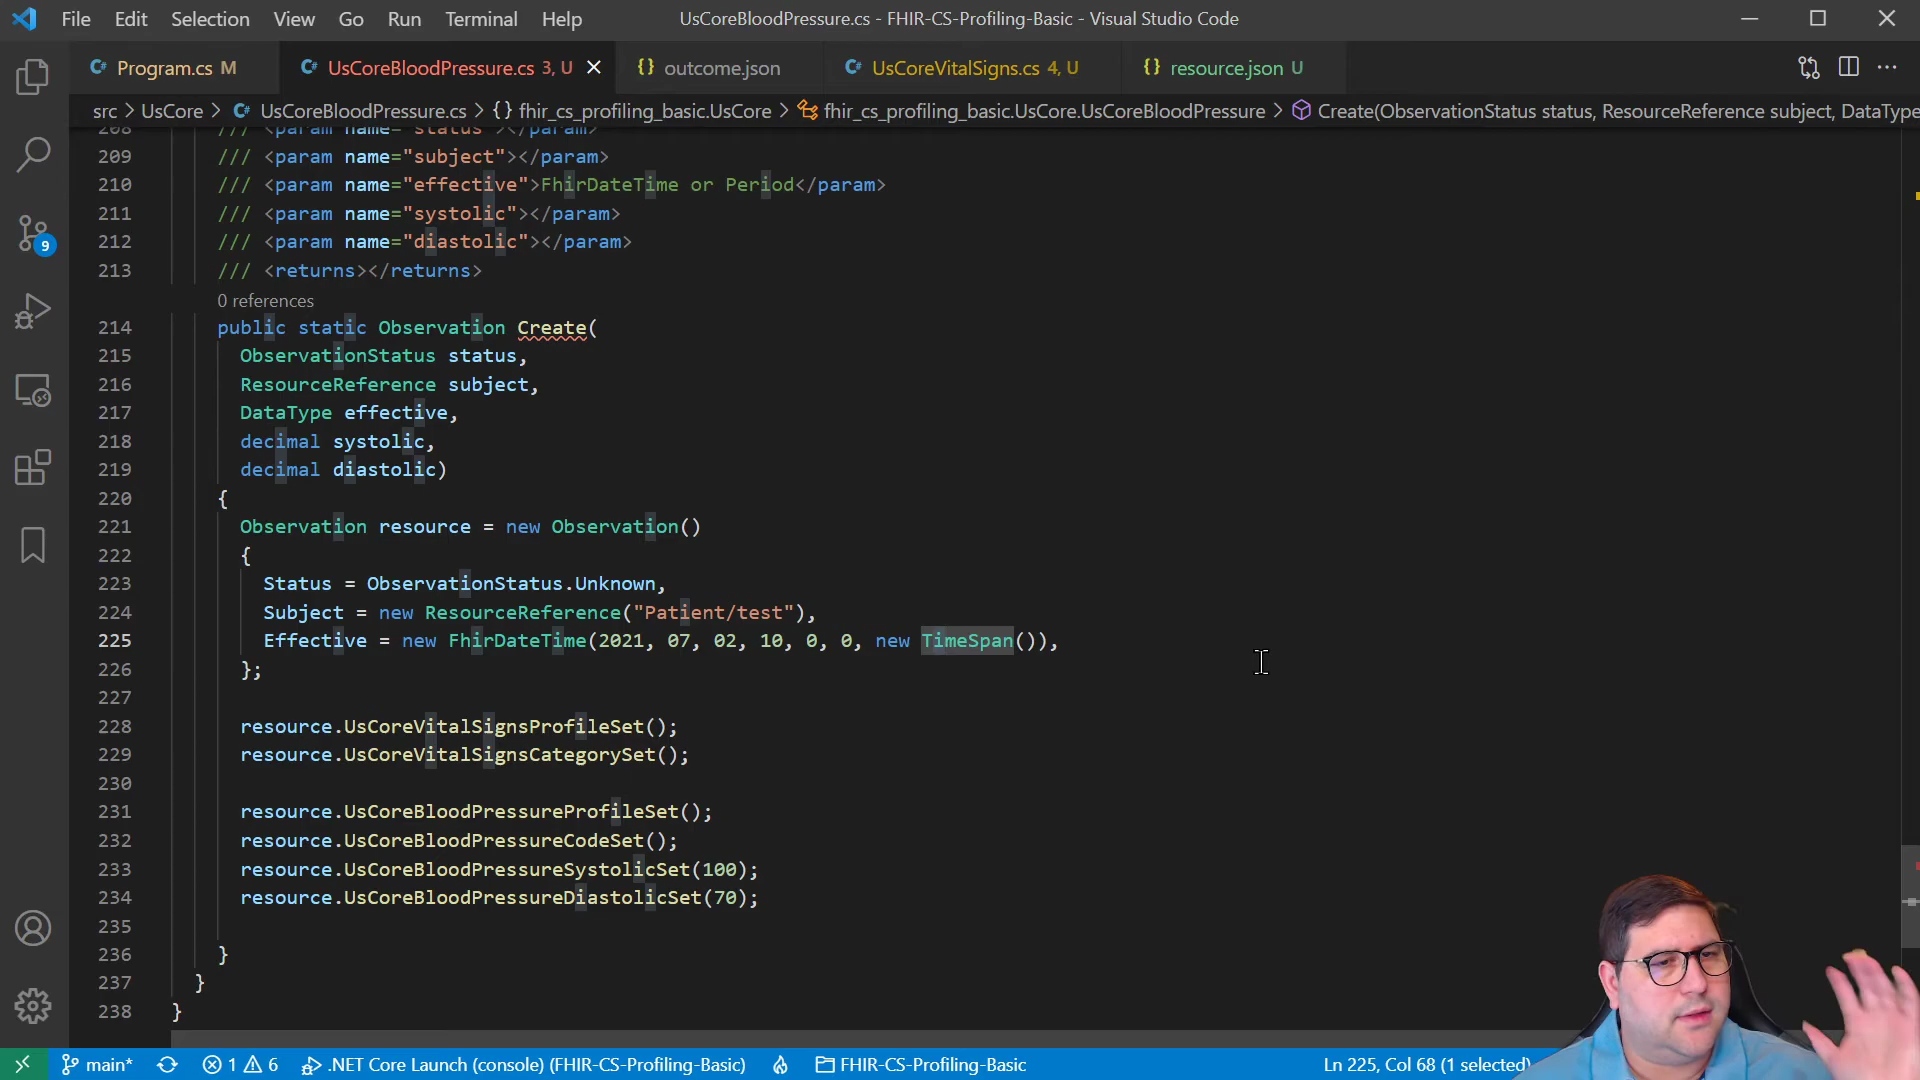 File Edit Selection View Go Run Terminal Help UsCoreBloodPressure.cs - FHIR-CS-Profiling-Basic - Visual Studio Code
Program.cs M UsCoreBloodPressure.cs 3, U {} outcome.json UsCoreVitalSigns.cs 4, U {} resource.json U
src > UsCore > UsCoreBloodPressure.cs > {} fhir_cs_profiling_basic.UsCore > fhir_cs_profiling_basic.UsCore.UsCoreBloodPressure > Create(ObservationStatus status, ResourceReference subject, DataType
208 /// <param name="status"></param>
209 /// <param name="subject"></param>
210 /// <param name="effective">FhirDateTime or Period</param>
211 /// <param name="systolic"></param>
212 /// <param name="diastolic"></param>
213 /// <returns></returns>
0 references
214 public static Observation Create(
215 ObservationStatus status,
216 ResourceReference subject,
217 DataType effective,
218 decimal systolic,
219 decimal diastolic)
220 {
221 Observation resource = new Observation()
222 {
223 Status = ObservationStatus.Unknown,
224 Subject = new ResourceReference("Patient/test"),
225 Effective = new FhirDateTime(2021, 07, 02, 10, 0, 0, new TimeSpan()),
226 };
227
228 resource.UsCoreVitalSignsProfileSet();
229 resource.UsCoreVitalSignsCategorySet();
230
231 resource.UsCoreBloodPressureProfileSet();
232 resource.UsCoreBloodPressureCodeSet();
233 resource.UsCoreBloodPressureSystolicSet(100);
234 resource.UsCoreBloodPressureDiastolicSet(70);
235
236 }
237 }
238 }
9
main* 1 6 .NET Core Launch (console) (FHIR-CS-Profiling-Basic) FHIR-CS-Profiling-Basic Ln 225, Col 68 (1 selected)